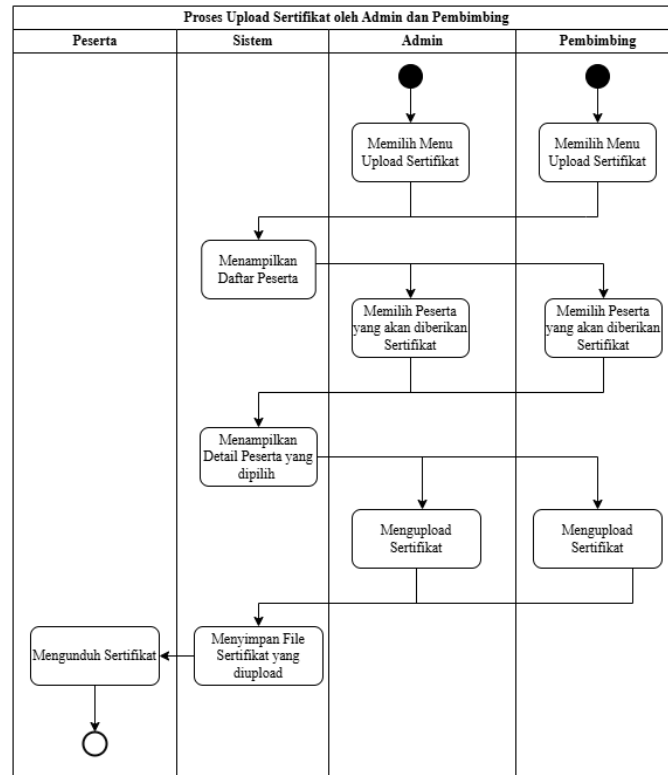 Proses Upload Sertifikat oleh Admin dan Pembimbing
Peserta
Sistem
Admin
Pembimbing
Memilih Menu
Upload Sertifikat
Memilih Menu
Upload Sertifikat
Menampilkan
Daftar Peserta
Memilih Peserta
yang akan diberikan
Sertifikat
Memilih Peserta
yang akan diberikan
Sertifikat
Menampilkan
Detail Peserta yang
dipilih
Mengupload
Sertifikat
Mengupload
Sertifikat
Mengunduh Sertifikat
Menyimpan File
Sertifikat yang
diupload